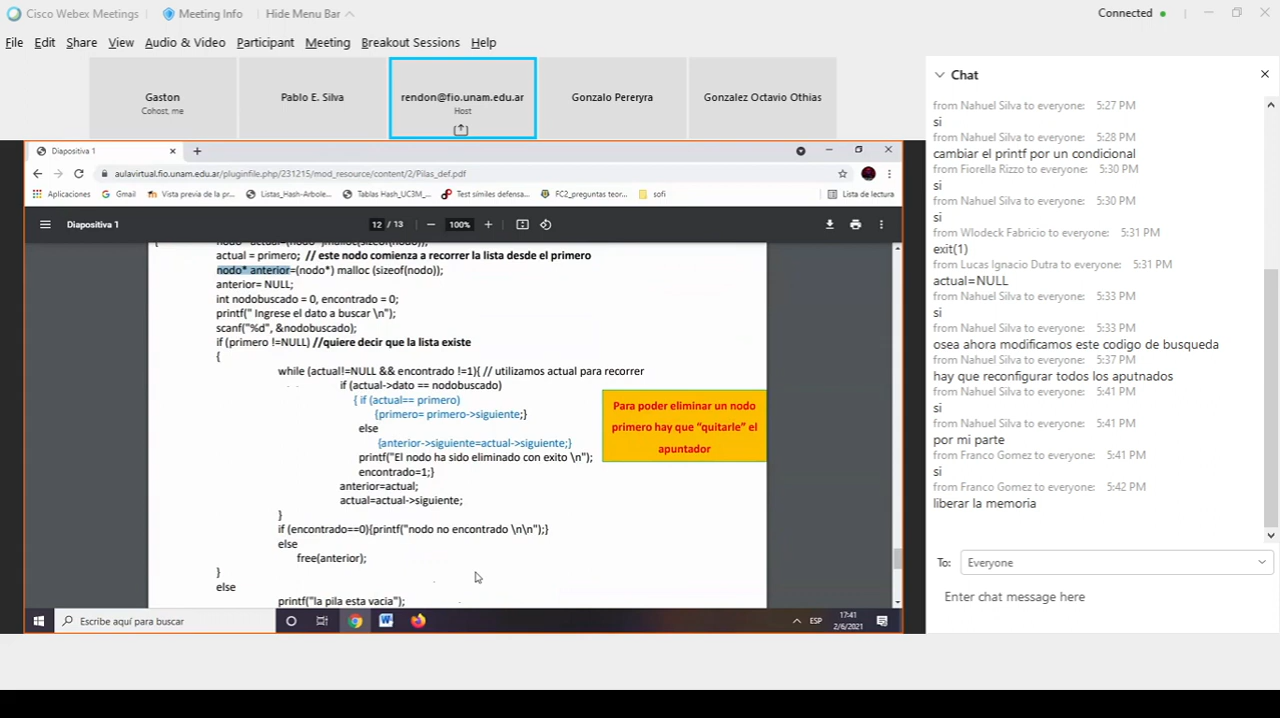 Cisco Webex Meetings
Meeting Info
Hide Menu Bar
Connected
File Edit Share View Audio & Video Participant Meeting Breakout Sessions Help
Gaston
Cohost, me
Pablo E. Silva
rendon@fio.unam.edu.ar
Host
Gonzalo Pereryra
Gonzalez Octavio Othias
Diapositiva 1
aulavirtual.fio.unam.edu.ar/pluginfile.php/231215/mod_resource/content/2/Pilas_def.pdf
Aplicaciones
Gmail
Vista previa de la pr...
Listas_Hash-Arbole...
Tablas Hash_UC3M_...
Test símiles defensa...
FC2_preguntas teor...
sofi
Lista de lectura
Diapositiva 1
12 / 13
100%
nodo* actual=(nodo*)malloc(sizeof(nodo));
actual = primero; // este nodo comienza a recorrer la lista desde el primero
nodo* anterior=(nodo*) malloc (sizeof(nodo);
anterior= NULL;
int nodobuscado = 0, encontrado = 0;
printf(" Ingrese el dato a buscar \n");
scanf("%d", &nodobuscado);
if (primero !=NULL) //quiere decir que la lista existe
{
while (actual!=NULL && encontrado !=1){ // utilizamos actual para recorrer
if (actual->dato == nodobuscado)
{ if (actual== primero)
{primero= primero->siguiente;}
else
{anterior->siguiente=actual->siguiente;}
printf("El nodo ha sido eliminado con exito \n");
encontrado=1;}
anterior=actual;
actual=actual->siguiente;
}
if (encontrado==0){printf("nodo no encontrado \n\n");}
else
free(anterior);
}
else
printf("la pila esta vacia");
Para poder eliminar un nodo
primero hay que “quitarle” el
apuntador
Escribe aquí para buscar
ESP
17:41
2/6/2021
Chat
from Nahuel Silva to everyone: 5:27 PM
si
from Nahuel Silva to everyone: 5:28 PM
cambiar el printf por un condicional
from Fiorella Rizzo to everyone: 5:30 PM
si
from Nahuel Silva to everyone: 5:30 PM
si
from Wlodeck Fabricio to everyone: 5:31 PM
exit(1)
from Lucas Ignacio Dutra to everyone: 5:31 PM
actual=NULL
from Nahuel Silva to everyone: 5:33 PM
si
from Nahuel Silva to everyone: 5:33 PM
osea ahora modificamos este codigo de busqueda
from Nahuel Silva to everyone: 5:37 PM
hay que reconfigurar todos los aputnados
from Nahuel Silva to everyone: 5:41 PM
si
from Nahuel Silva to everyone: 5:41 PM
por mi parte
from Franco Gomez to everyone: 5:41 PM
si
from Franco Gomez to everyone: 5:42 PM
liberar la memoria
To: Everyone
Enter chat message here